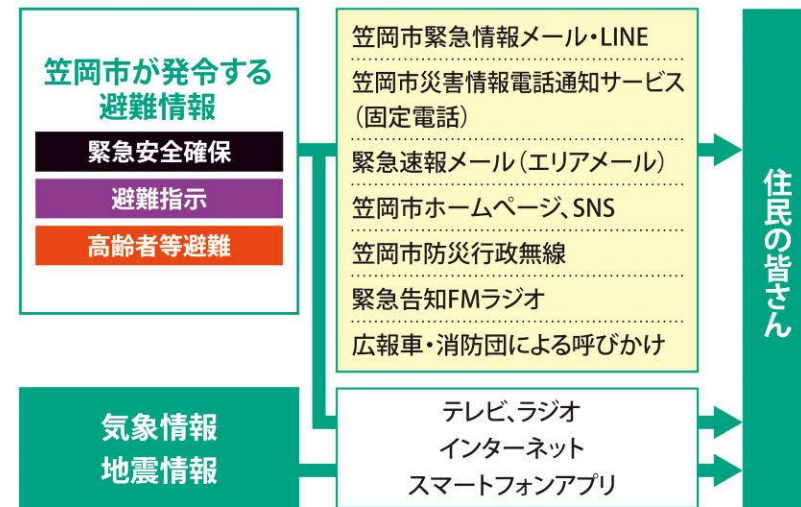 笠岡市が発令する
避難情報
緊急安全確保
避難指示
高齢者等避難
笠岡市緊急情報メール・LINE
笠岡市災害情報電話通知サービス
（固定電話）
緊急速報メール（エリアメール）
笠岡市ホームページ、SNS
笠岡市防災行政無線
緊急告知FMラジオ
広報車・消防団による呼びかけ
気象情報
地震情報
テレビ、ラジオ
インターネット
スマートフォンアプリ
住民の皆さん